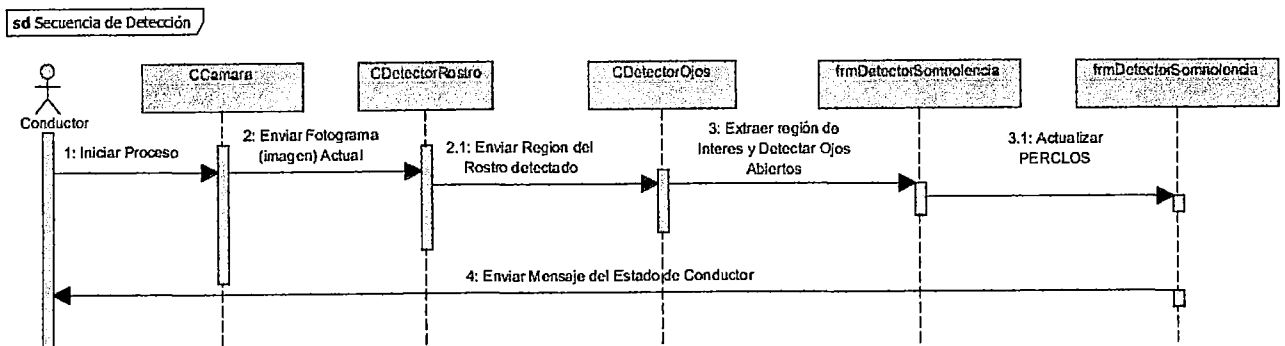 sd Secuencia de Detección
CCamara
CDetectorRostro
CDetectorOjos
frmDetectorSomnolencia
frmDetectorSomnolencia
Conductor
1: Iniciar Proceso
2: Enviar Fotograma
(imagen) Actual
2.1: Enviar Region del
Rostro detectado
3: Extraer región de
Interes y Detectar Ojos
Abiertos
3.1: Actualizar
PERCLOS
4: Enviar Mensaje del Estado de Conductor